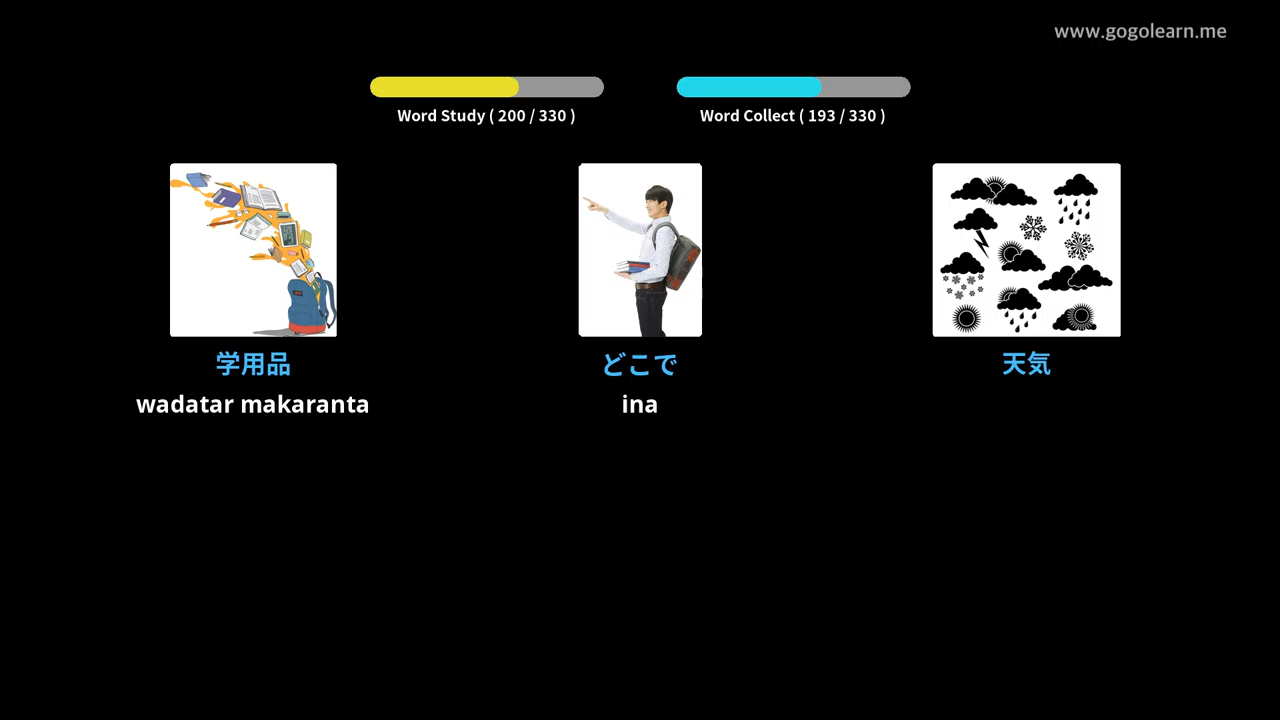 www.gogolearn.me
Word Study ( 200 / 330 )
Word Collect ( 193 / 330 )
学用品
どこで
天気
wadatar makaranta
ina